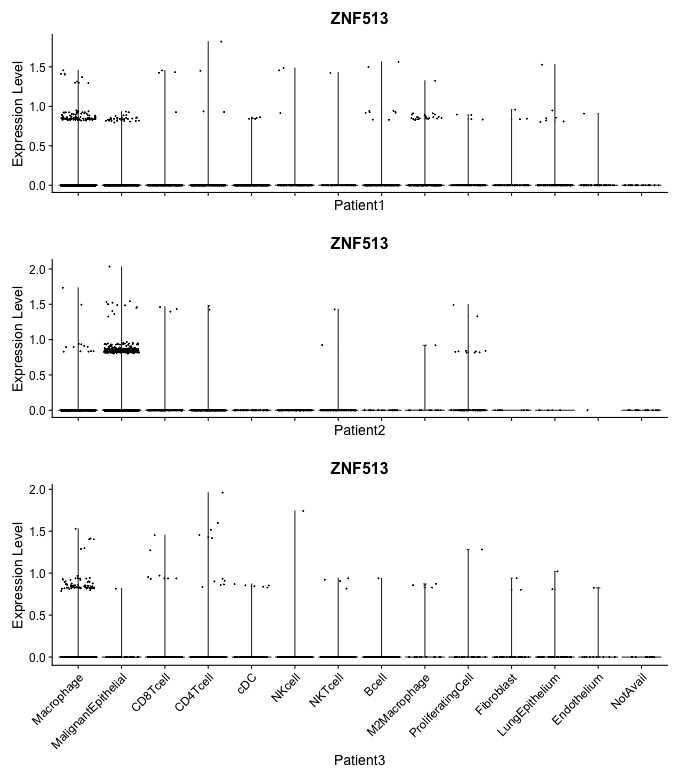 ZNF513
Expression Level
1.5
1.0
0.5
0.0
Patient1
ZNF513
Expression Level
2.0
1.5
1.0
0.5
0.0
Patient2
ZNF513
Expression Level
2.0
1.5
1.0
0.5
0.0
Macrophage
MalignantEpithelial
CD8Tcell
CD4Tcell
cDC
NKcell
NKTcell
Bcell
M2Macrophage
ProliferatingCell
Fibroblast
LungEpithelium
Endothelium
NotAvail
Patient3